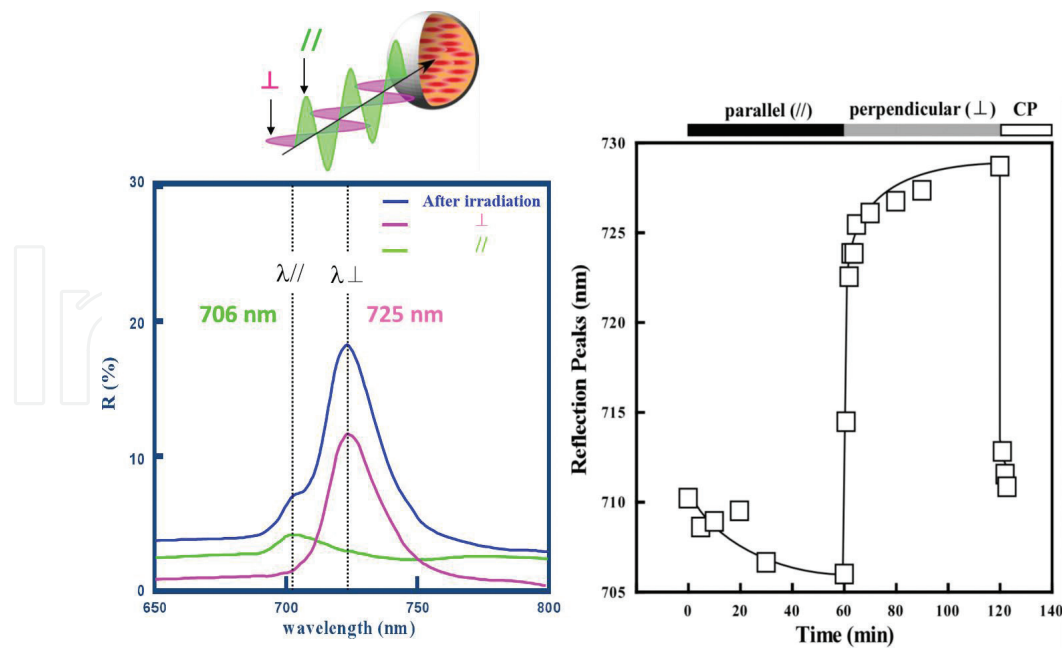 //
⊥
30
20
10
0
R (%)
650
700
750
800
wavelength (nm)
After irradiation
⊥
//
λ//
λ⊥
706 nm
725 nm
parallel (//)
perpendicular (⊥)
CP
730
725
720
715
710
705
Reflection Peaks (nm)
0
20
40
60
80
100
120
140
Time (min)